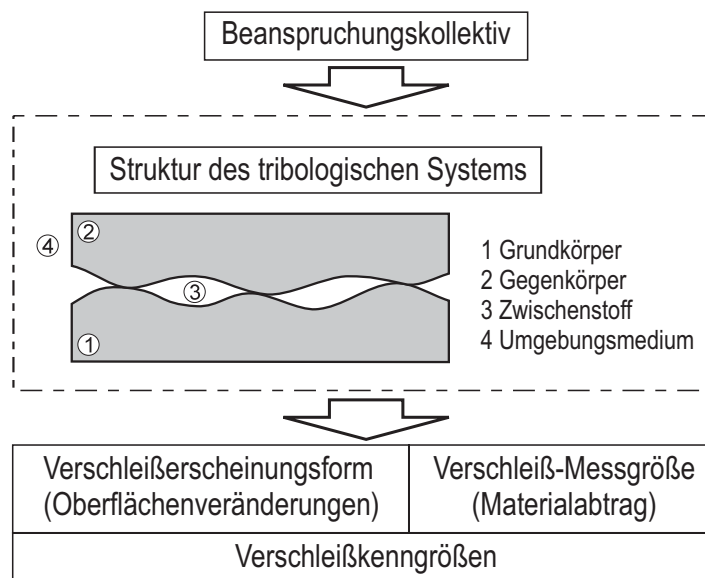 Beanspruchungskollektiv
Struktur des tribologischen Systems
②
④
③
①
1 Grundkörper
2 Gegenkörper
3 Zwischenstoff
4 Umgebungsmedium
Verschleißerscheinungsform
(Oberflächenveränderungen)
Verschleiß-Messgröße
(Materialabtrag)
Verschleißkenngrößen